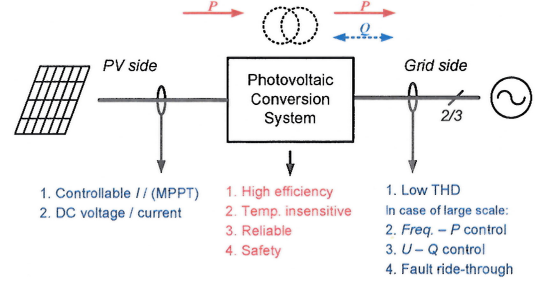 P
P
Q
PV side
Photovoltaic
Conversion
System
Grid side
2/3
1. Controllable I / (MPPT)
2. DC voltage / current
1. High efficiency
2. Temp. insensitive
3. Reliable
4. Safety
1. Low THD
In case of large scale:
2. Freq. – P control
3. U – Q control
4. Fault ride-through